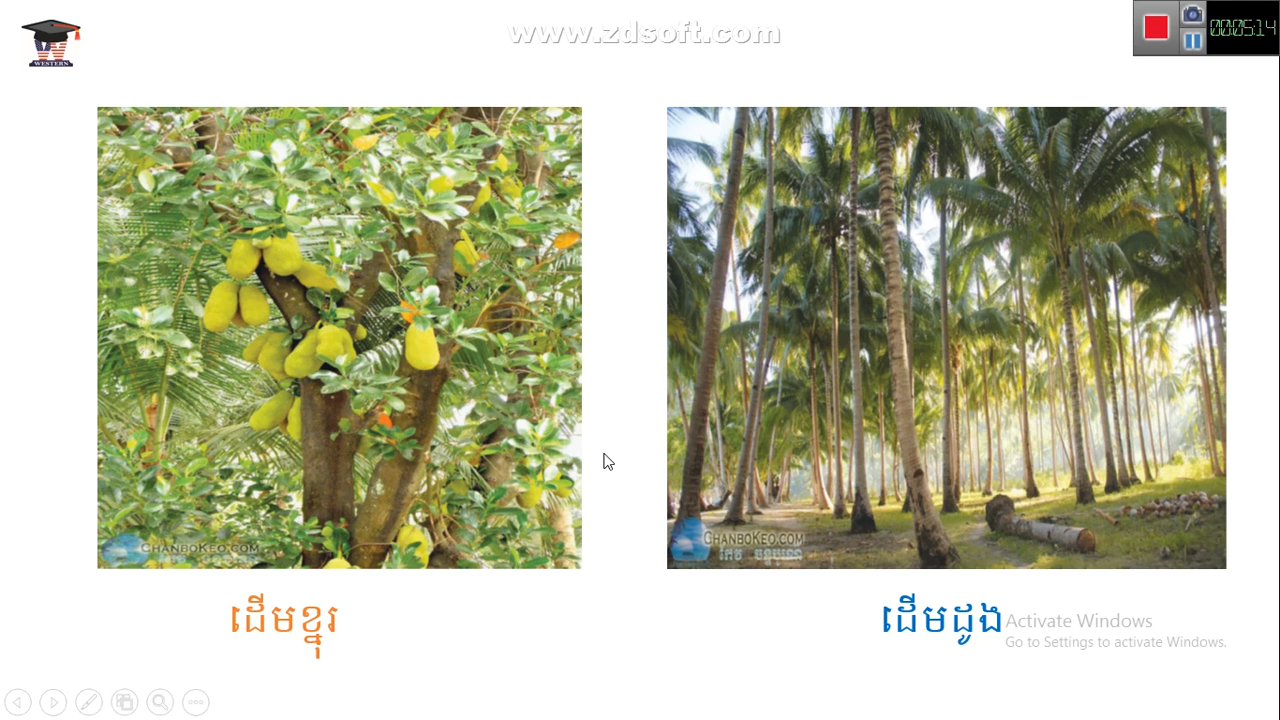 www.zdsoft.com
00:05:14
WESTERN
CHANBOKEO.COM
CHANBOKEO.COM
ដើមខ្នុរ
ដើមដូង
Activate Windows
Go to Settings to activate Windows.